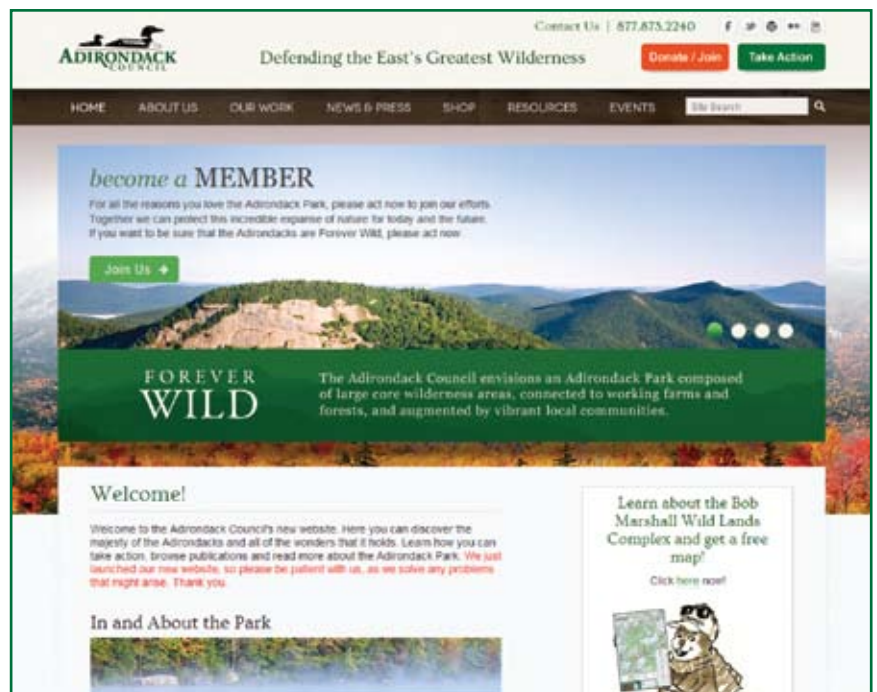 Contact Us | 877.873.2240
ADIRONDACK
COUNCIL
Defending the East's Greatest Wilderness
Donate / Join
Take Action
HOME ABOUT US OUR WORK NEWS & PRESS SHOP RESOURCES EVENTS Site Search
become a MEMBER
For all the reasons you love the Adirondack Park, please act now to join our efforts.
Together we can protect this incredible expanse of nature for today and the future.
If you want to be sure that the Adirondacks are Forever Wild, please act now.
Join Us
FOREVER
WILD
The Adirondack Council envisions an Adirondack Park composed
of large core wilderness areas, connected to working farms and
forests, and augmented by vibrant local communities.
Welcome!
Welcome to the Adirondack Council's new website. Here you can discover the
majesty of the Adirondacks and all of the wonders that it holds. Learn how you can
take action, browse publications and read more about the Adirondack Park. We just
launched our new website, so please be patient with us, as we solve any problems
that might arise. Thank you.
In and About the Park
Learn about the Bob
Marshall Wild Lands
Complex and get a free
map!
Click here now!